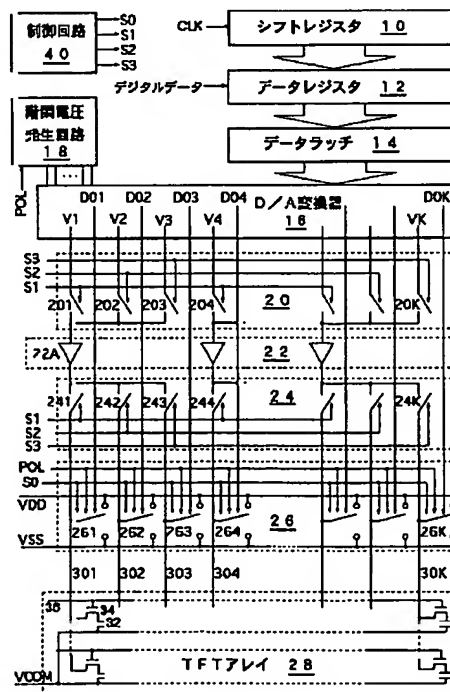 制御回路
40
S0
S1
S2
S3
CLK
シフトレジスタ 10
デジタルデータ
データレジスタ 12
データラッチ 14
階調電圧
発生回路
18
POL
D01 D02 D03 D04 D0K
D/A変換器
V1 V2 V3 V4 16 VK
S3
S2
S1
201 202 203 204 20 20K
22A 22
241 242 243 244 24 24K
S1
S2
S3
POL
S0
VDD
261 262 263 264 26 26K
VSS
301 302 303 304 30K
36 34
32
TFTアレイ 28
VCOM